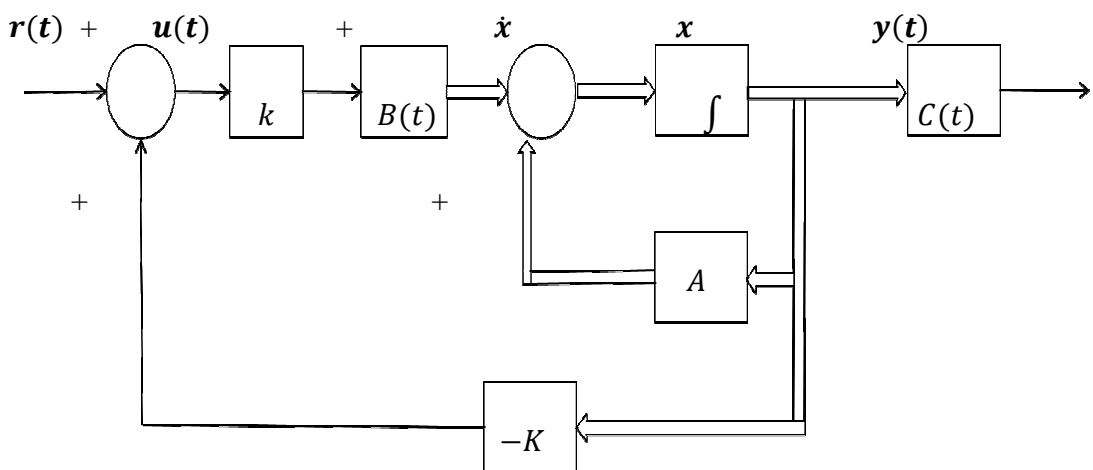 r(t) + u(t) + ẋ x y(t)
k B(t) ∫ C(t)
+ +
A
−K